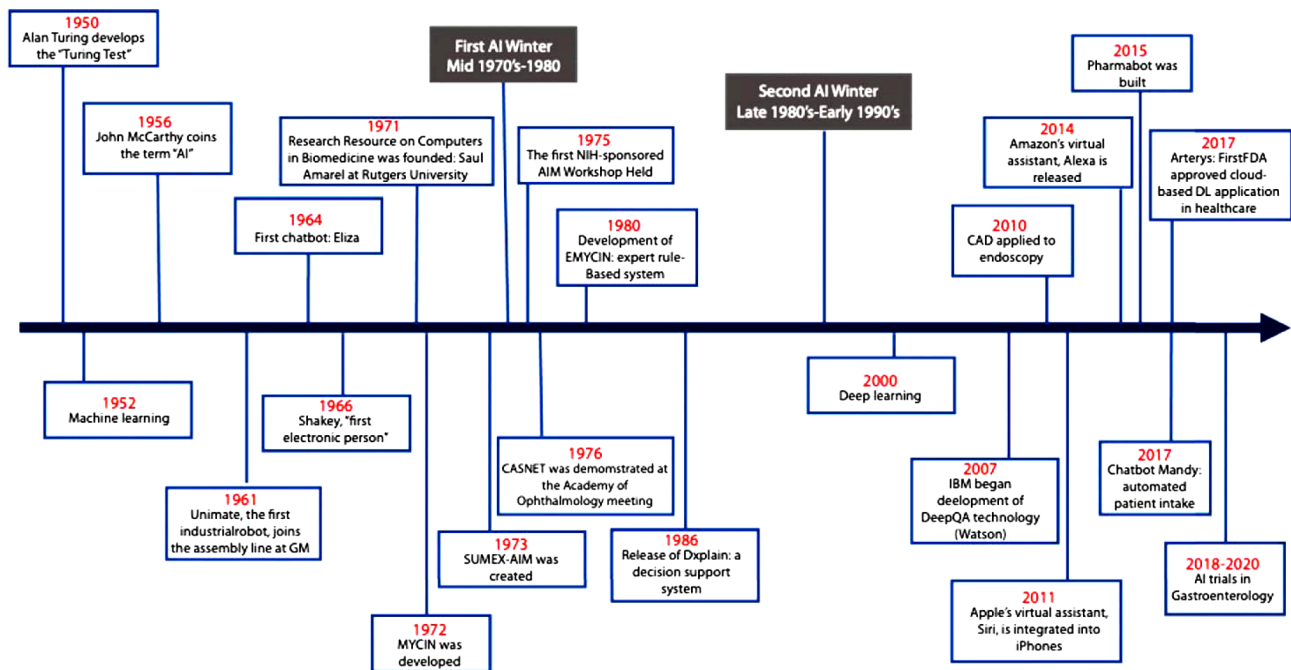 1950
Alan Turing develops
the "Turing Test"
First AI Winter
Mid 1970's-1980
2015
Pharmabot was
built
Second AI Winter
Late 1980's-Early 1990's
1956
John McCarthy coins
the term "AI"
1971
Research Resource on Computers
in Biomedicine was founded: Saul
Amarel at Rutgers University
1975
The first NIH-sponsored
AIM Workshop Held
2014
Amazon's virtual
assistant, Alexa is
released
2017
Arterys: FirstFDA
approved cloud-
based DL application
in healthcare
1964
First chatbot: Eliza
1980
Development of
EMYCIN: expert rule-
Based system
2010
CAD applied to
endoscopy
1952
Machine learning
1966
Shakey, "first
electronic person"
2000
Deep learning
1976
CASNET was demomstrated at
the Academy of
Ophthalmology meeting
2007
IBM began
deelopment of
DeepQA technology
(Watson)
2017
Chatbot Mandy:
automated
patient intake
1961
Unimate, the first
industrialrobot, joins
the assembly line at GM
1973
SUMEX-AIM was
created
1986
Release of Dxplain: a
decision support
system
2018-2020
AI trials in
Gastroenterology
1972
MYCIN was
developed
2011
Apple's virtual assistant,
Siri, is integrated into
iPhones